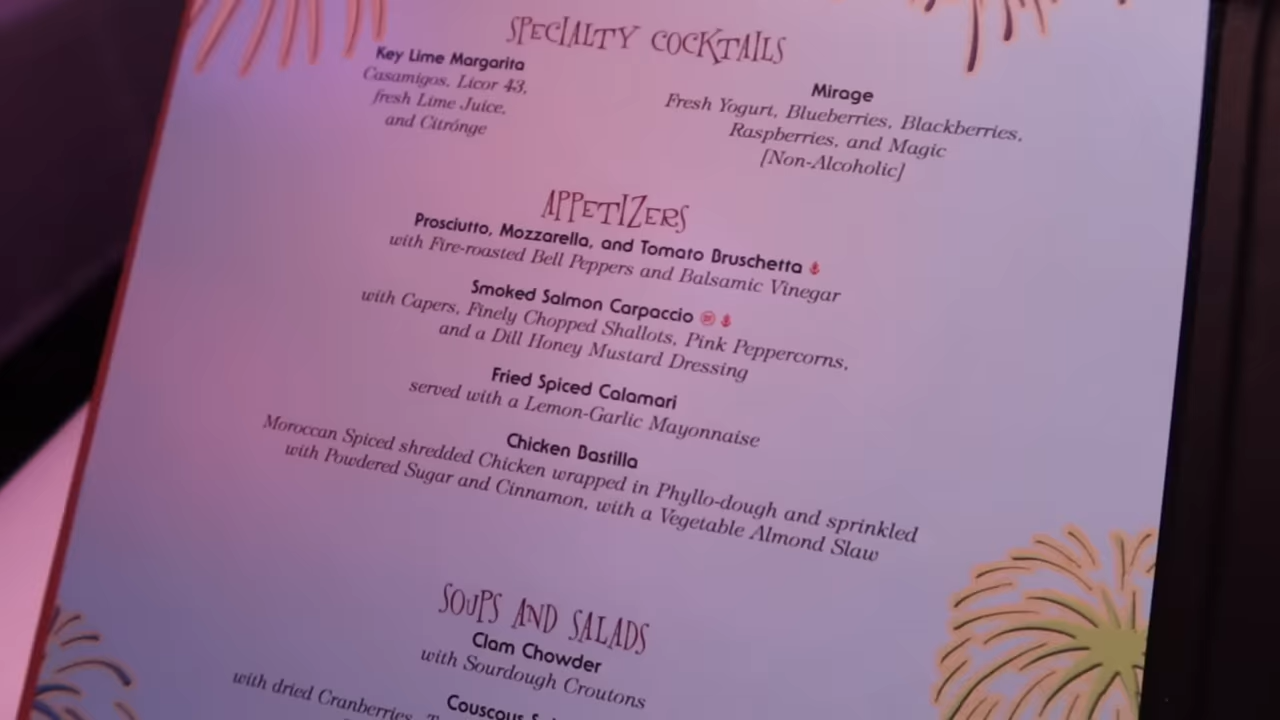 SPECIALTY COCKTAILS
Key Lime Margarita
Casamigos, Licor 43,
fresh Lime Juice,
and Citrónge
Mirage
Fresh Yogurt, Blueberries, Blackberries,
Raspberries, and Magic
[Non-Alcoholic]
APPETIZERS
Prosciutto, Mozzarella, and Tomato Bruschetta
with Fire-roasted Bell Peppers and Balsamic Vinegar
Smoked Salmon Carpaccio
with Capers, Finely Chopped Shallots, Pink Peppercorns,
and a Dill Honey Mustard Dressing
Fried Spiced Calamari
served with a Lemon-Garlic Mayonnaise
Chicken Bastilla
Moroccan Spiced shredded Chicken wrapped in Phyllo-dough and sprinkled
with Powdered Sugar and Cinnamon, with a Vegetable Almond Slaw
SOUPS AND SALADS
Clam Chowder
with Sourdough Croutons
Couscous
with dried Cranberries,